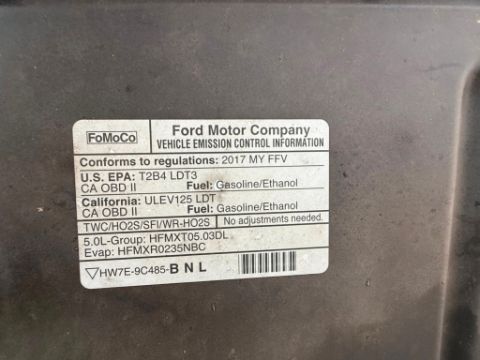 FoMoCo
Ford Motor Company
VEHICLE EMISSION CONTROL INFORMATION
Conforms to regulations: 2017 MY FFV
U.S. EPA: T2B4 LDT3
CA OBD II Fuel: Gasoline/Ethanol
California: ULEV125 LDT
CA OBD II Fuel: Gasoline/Ethanol
TWC/HO2S/SFI/WR-HO2S No adjustments needed.
5.0L-Group: HFMXT05.03DL
Evap: HFMXR0235NBC
HW7E-9C485-B N L